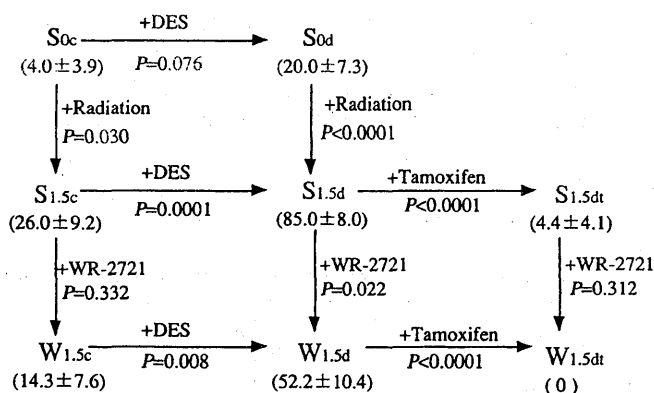 +DES
S0c S0d
(4.0±3.9) P=0.076 (20.0±7.3)
+Radiation +Radiation
P=0.030 P<0.0001
+DES +Tamoxifen
S1.5c S1.5d S1.5dt
(26.0±9.2) P=0.0001 (85.0±8.0) P<0.0001 (4.4±4.1)
+WR-2721 +WR-2721 +WR-2721
P=0.332 P=0.022 P=0.312
+DES +Tamoxifen
W1.5c W1.5d W1.5dt
P=0.008 P<0.0001
(14.3±7.6) (52.2±10.4) (0)